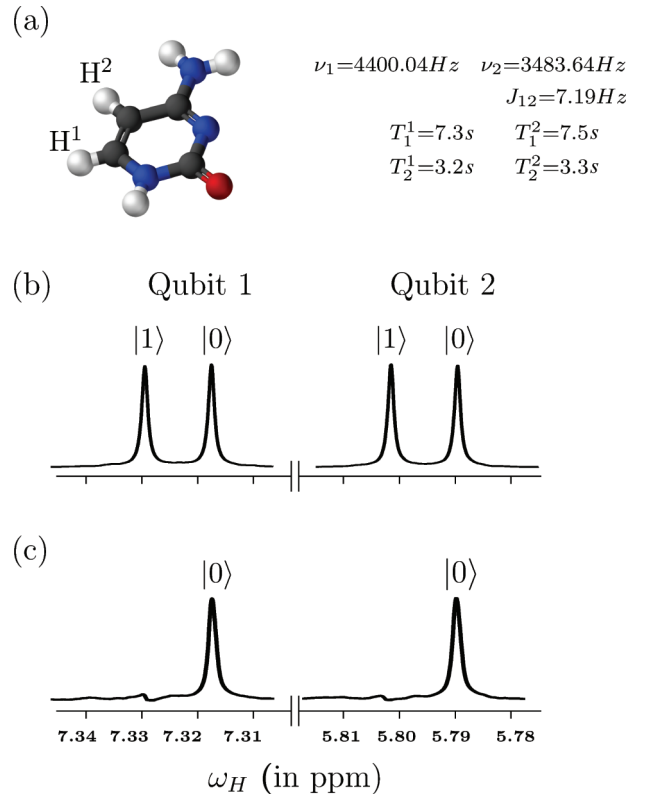 (a)
H²
H¹
ν₁=4400.04Hz ν₂=3483.64Hz
J₁₂=7.19Hz
T₁¹=7.3s T₁²=7.5s
T₂¹=3.2s T₂²=3.3s
(b)
Qubit 1 Qubit 2
|1⟩ |0⟩ |1⟩ |0⟩
(c)
|0⟩ |0⟩
7.34 7.33 7.32 7.31 5.81 5.80 5.79 5.78
ω_H (in ppm)